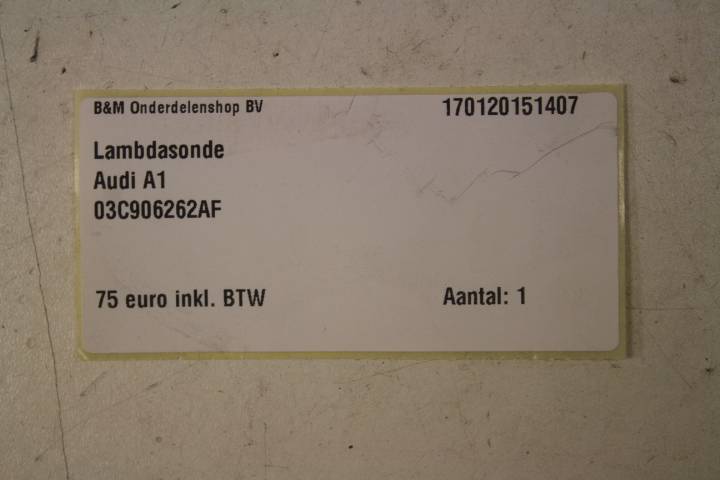 B&M Onderdelenshop BV 170120151407
Lambdasonde
Audi A1
03C906262AF
75 euro inkl. BTW Aantal: 1